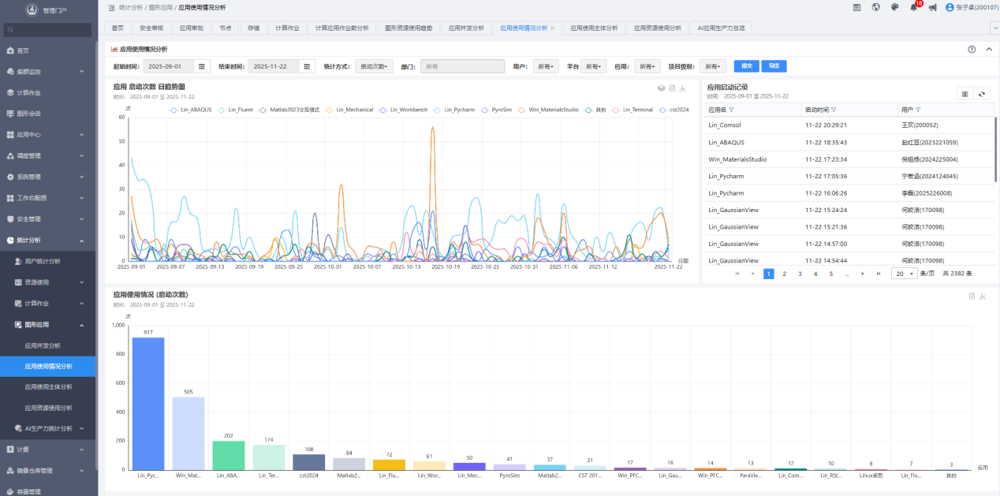 管理门户
统计分析 / 图形应用 / 应用使用情况分析
18
张子卓(200107)
首页
安全审核
应用审批
节点
存储
计算作业
计算应用作业数分析
图形资源使用趋势
应用并发分析
应用使用情况分析 ×
应用使用主体分析
应用资源使用分析
AI应用生产力总览
首页
集群监控
计算作业
图形会话
应用中心
调度管理
系统管理
工作台配置
安全管理
统计分析
用户统计分析
资源使用
计算作业
图形应用
应用并发分析
应用使用情况分析
应用使用主体分析
应用资源使用分析
AI生产力统计分析
计费
镜像仓库管理
容器管理
应用使用情况分析
起始时间: 2025-09-01 结束时间: 2025-11-22 统计方式: 启动次数 部门: 所有 用户: 所有 平台 所有 应用: 所有 项目级别: 所有 提交 导出
应用 启动次数 日趋势图
时间: 2025-09-01 至 2025-11-22
次
Lin_ABAQUS Lin_Fluent Matlab2023交互模式 Lin_Mechanical Lin_Workbench Lin_Pycharm PyroSim Win_MaterialsStudio 其他 Lin_Terminal cst2024
60
50
40
30
20
10
0
日期
2025-09-01 2025-09-07 2025-09-13 2025-09-19 2025-09-25 2025-10-01 2025-10-07 2025-10-13 2025-10-19 2025-10-25 2025-10-31 2025-11-06 2025-11-12 2025-11-22
应用启动记录
时间: 2025-09-01 至 2025-11-22
应用名 启动时间 用户
Lin_Comsol 11-22 20:29:21 王欢(200052)
Lin_ABAQUS 11-22 18:35:43 赵红豆(2023221059)
Win_MaterialsStudio 11-22 17:23:34 倪祖扬(2024225004)
Lin_Pycharm 11-22 17:05:36 宁君涵(2024124045)
Lin_Pycharm 11-22 16:06:26 李磊(2025226008)
Lin_GaussianView 11-22 15:24:24 何皎洁(170098)
Lin_GaussianView 11-22 15:21:36 何皎洁(170098)
Lin_GaussianView 11-22 14:57:00 何皎洁(170098)
Lin_GaussianView 11-22 14:54:44 何皎洁(170098)
1 2 3 4 5 ... 20 条/页 共 2382 条
应用使用情况 (启动次数)
时间: 2025-09-01 至 2025-11-22
次
1,000
800
600
400
200
0
917 505 202 174 108 84 72 61 50 41 37 31 17 16 14 13 12 10 8 7 3
Lin_Pyc... Win_Mat... Lin_ABA... Lin_Ter... cst2024 Matlab2... Lin_Flu... Lin_Wor... Lin_Mec... PyroSim Matlab2... CST 201... Win_PFC... Lin_Gau... Win_PFC... ParaVie... Lin_Com... Lin_RSt... Linux桌面 Lin_Flu... 其他
应用